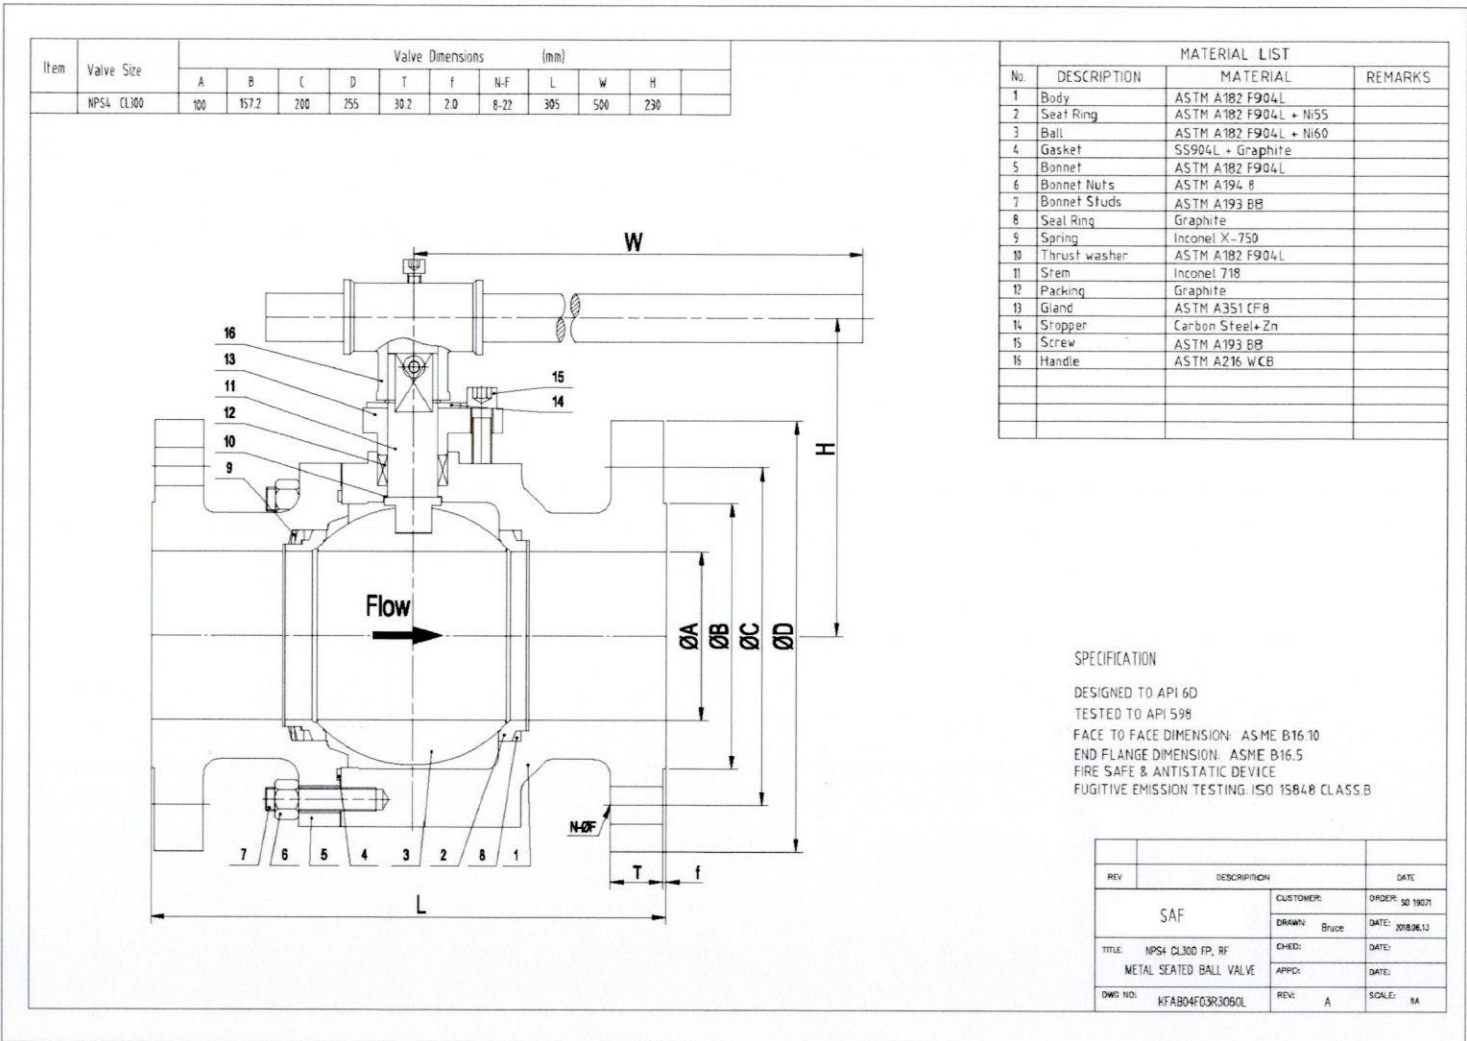 Item Valve Size Valve Dimensions (mm)
A B C D T f N-F L W H
NPS4 CL300 100 157.2 200 255 30.2 2.0 8-22 305 500 230
MATERIAL LIST
No. DESCRIPTION MATERIAL REMARKS
1 Body ASTM A182 F904L
2 Seat Ring ASTM A182 F904L + Ni55
3 Ball ASTM A182 F904L + Ni60
4 Gasket SS904L + Graphite
5 Bonnet ASTM A182 F904L
6 Bonnet Nuts ASTM A194 8
7 Bonnet Studs ASTM A193 B8
8 Seal Ring Graphite
9 Spring Inconel X-750
10 Thrust washer ASTM A182 F904L
11 Stem Inconel 718
12 Packing Graphite
13 Gland ASTM A351 CF8
14 Stopper Carbon Steel+Zn
15 Screw ASTM A193 B8
16 Handle ASTM A216 WCB
W
16
13
11
12
10
9
15
14
H
Flow
ØA
ØB
ØC
ØD
N-ØF
7 6 5 4 3 2 8 1
T f
L
SPECIFICATION
DESIGNED TO API 6D
TESTED TO API 598
FACE TO FACE DIMENSION: ASME B16.10
END FLANGE DIMENSION: ASME B16.5
FIRE SAFE & ANTISTATIC DEVICE
FUGITIVE EMISSION TESTING: ISO 15848 CLASS.B
REV DESCRIPTION DATE
SAF
CUSTOMER: ORDER: SO 19071
DRAWN: Bruce DATE: 2018.06.13
TITLE: NPS4 CL300 FP, RF
METAL SEATED BALL VALVE
CHED: DATE:
APPD: DATE:
DWG NO: KFAB04F03R3060L REV: A SCALE: NA